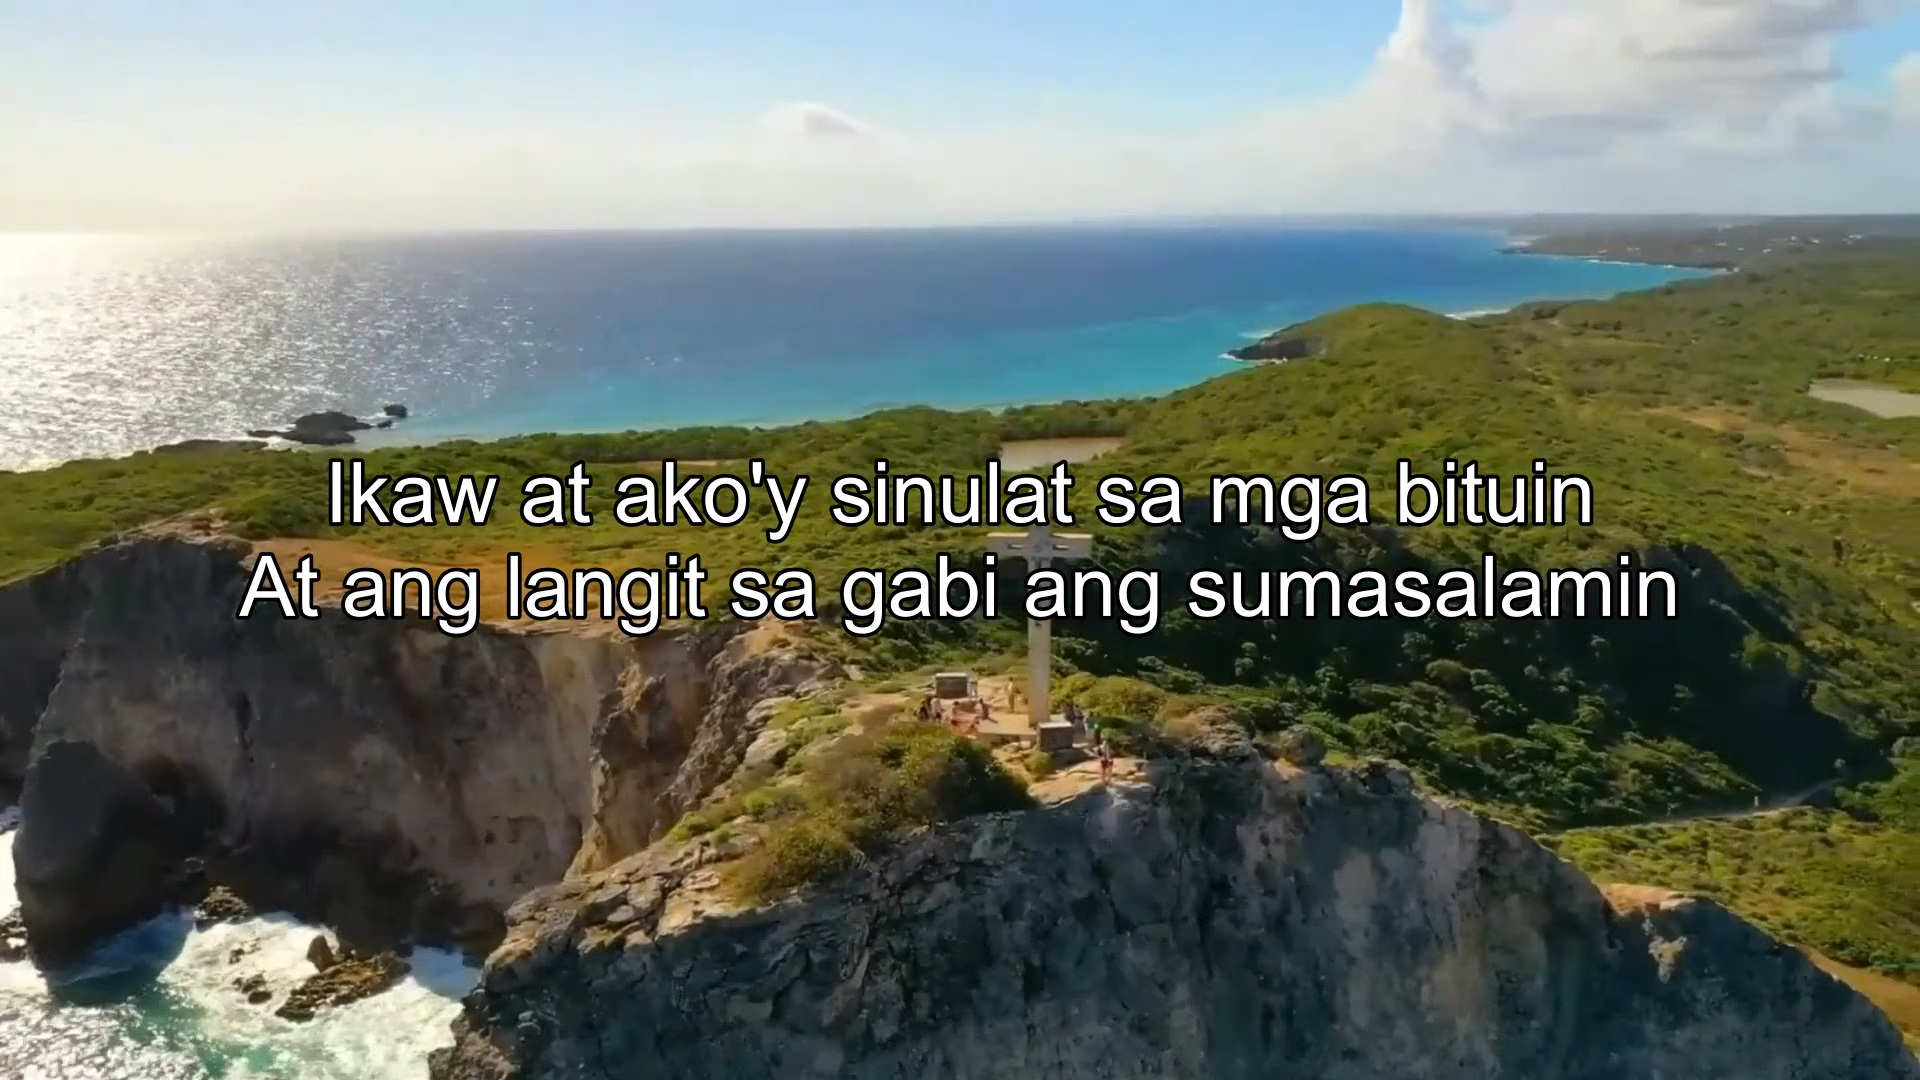 Ikaw at ako'y sinulat sa mga bituin
At ang langit sa gabi ang sumasalamin